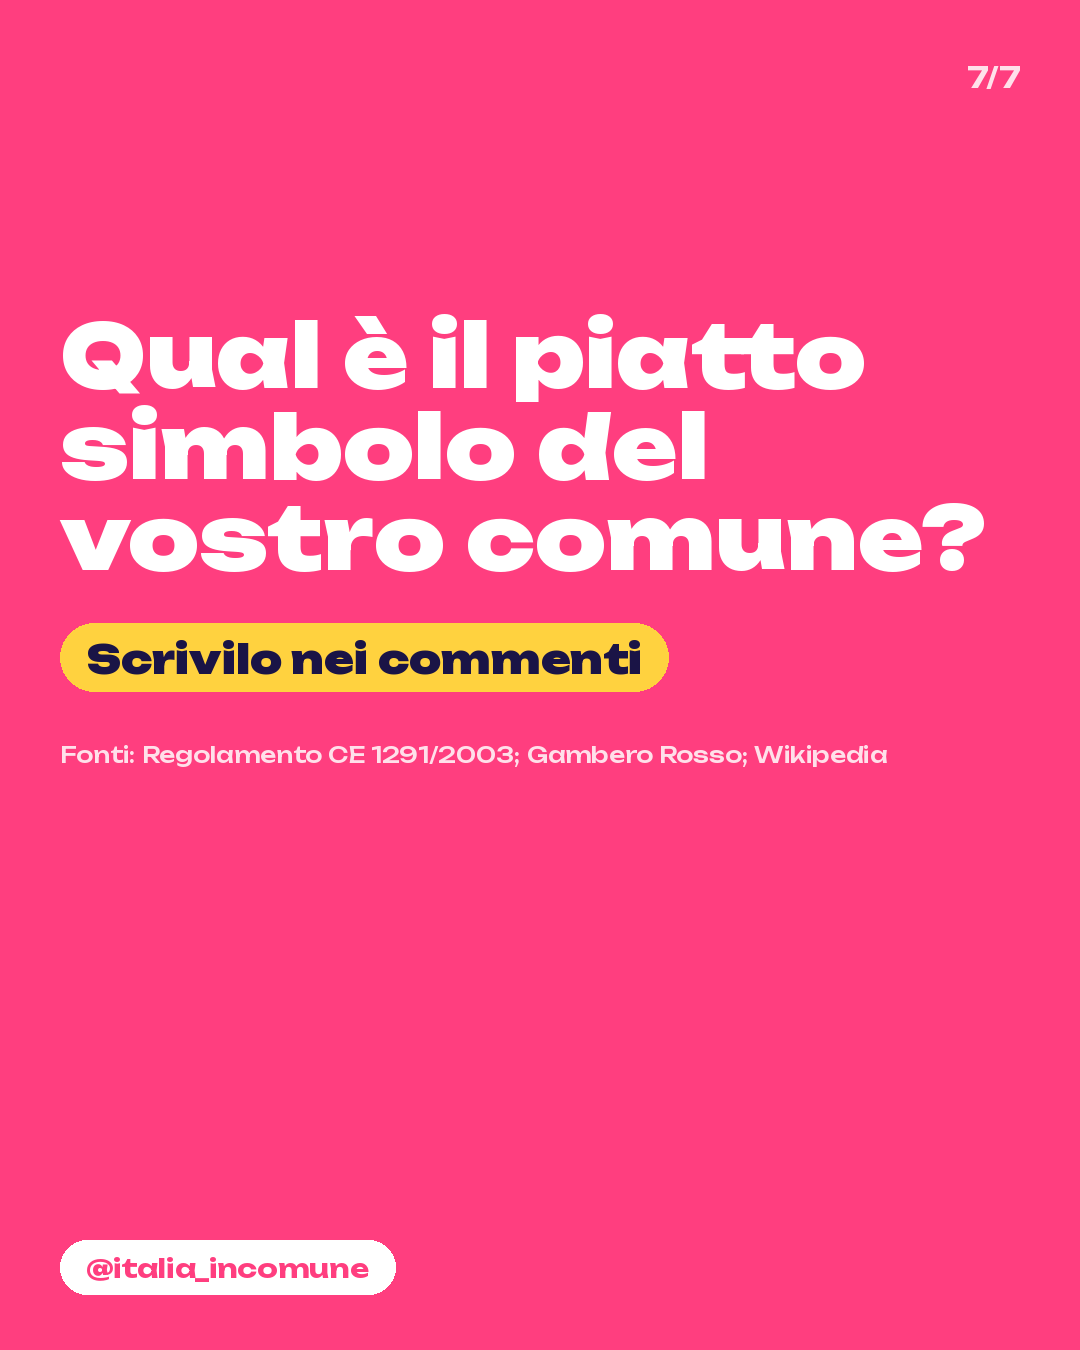 7/7
Qual è il piatto
simbolo del
vostro comune?
Scrivilo nei commenti
Fonti: Regolamento CE 1291/2003; Gambero Rosso; Wikipedia
@italia_incomune